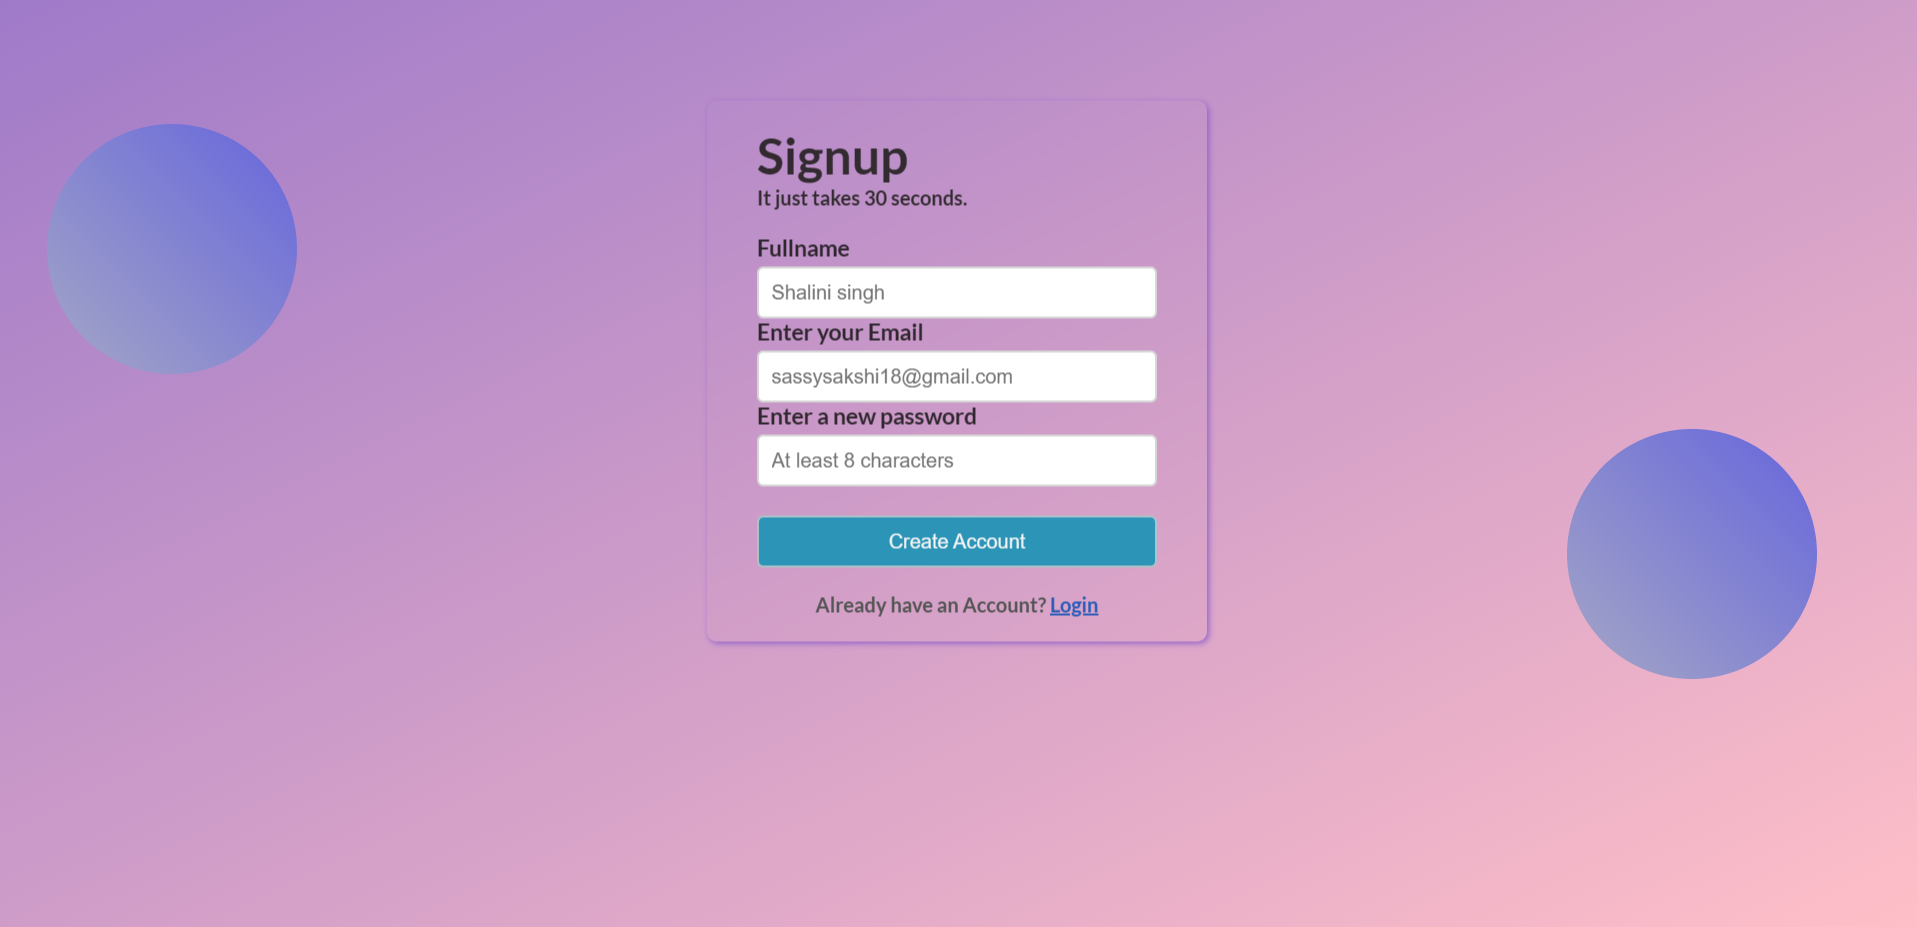 Signup
It just takes 30 seconds.
Fullname
Shalini singh
Enter your Email
sassysakshi18@gmail.com
Enter a new password
At least 8 characters
Create Account
Already have an Account? Login